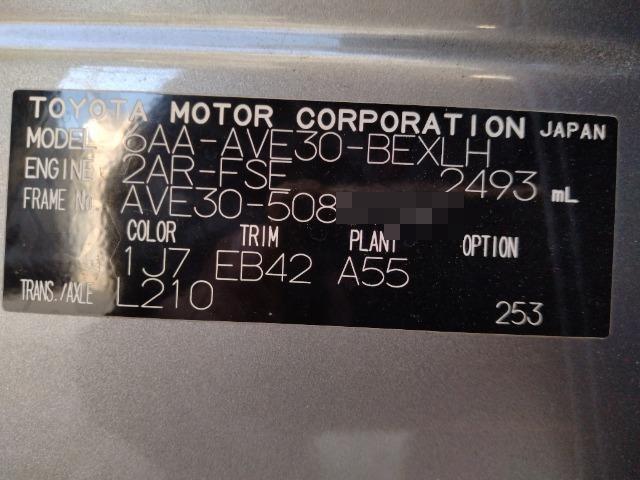 TOYOTA MOTOR CORPORATION JAPAN
MODEL 6AA-AVE30-BEXLH
ENGINE 2AR-FSE 2493 mL
FRAME No. AVE30-508
COLOR TRIM PLANT OPTION
1J7 EB42 A55
TRANS./AXLE L210 253